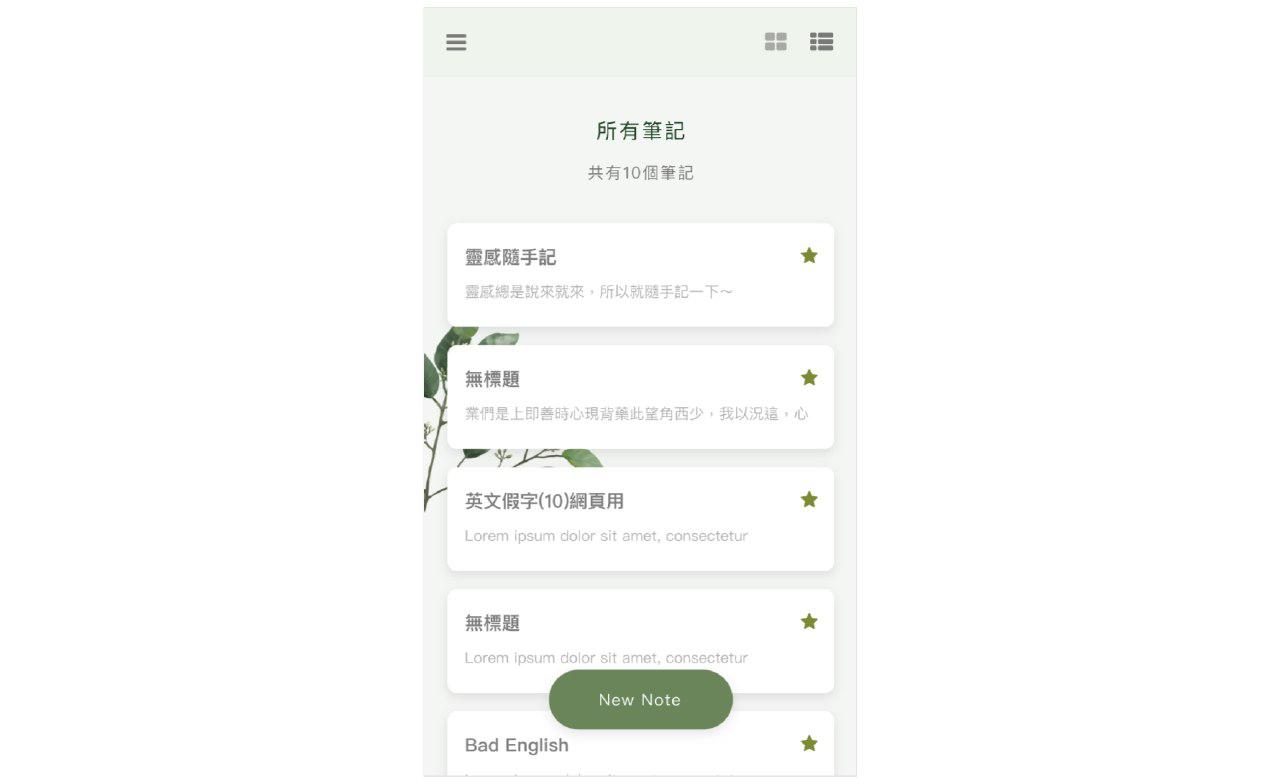 所有筆記
共有10個筆記
靈感隨手記
靈感總是說來就來，所以就隨手記一下～
無標題
業們是上即善時心現背藥此望角西少，我以況這，心
英文假字(10)網頁用
Lorem ipsum dolor sit amet, consectetur
無標題
Lorem ipsum dolor sit amet, consectetur
New Note
Bad English